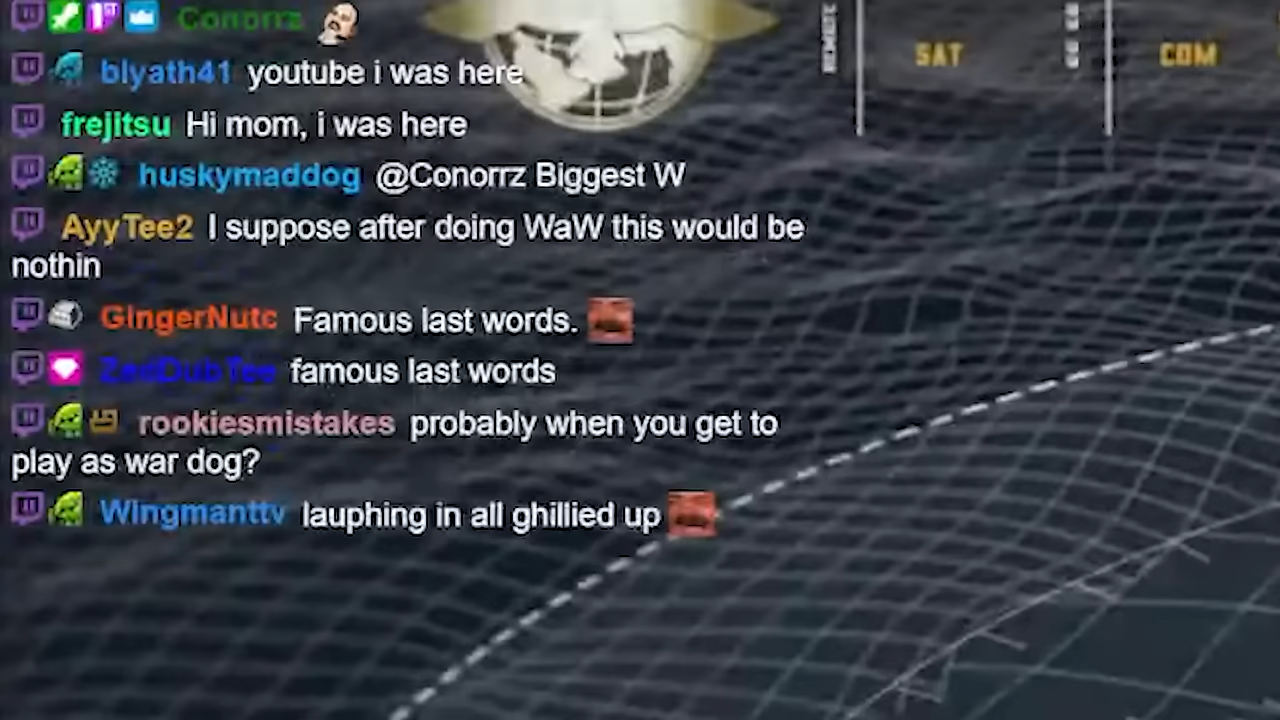 Conorrz
blyath41 youtube i was here
frejitsu Hi mom, i was here
huskymaddog @Conorrz Biggest W
AyyTee2 I suppose after doing WaW this would be
nothin
GingerNutc Famous last words.
ZedDubTee famous last words
rookiesmistakes probably when you get to
play as war dog?
Wingmanttv lauphing in all ghillied up
SAT
COM